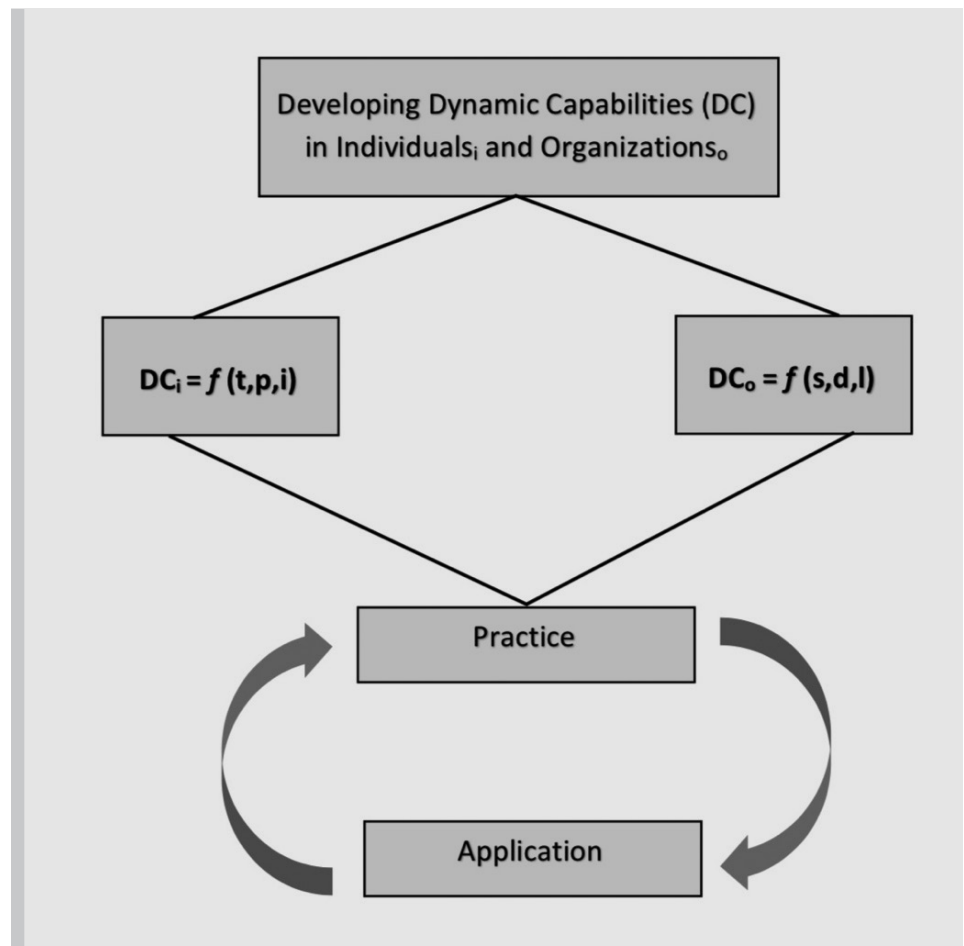 Developing Dynamic Capabilities (DC)
in Individualsᵢ and Organizationsₒ
DCᵢ = f (t,p,i)
DCₒ = f (s,d,l)
Practice
Application